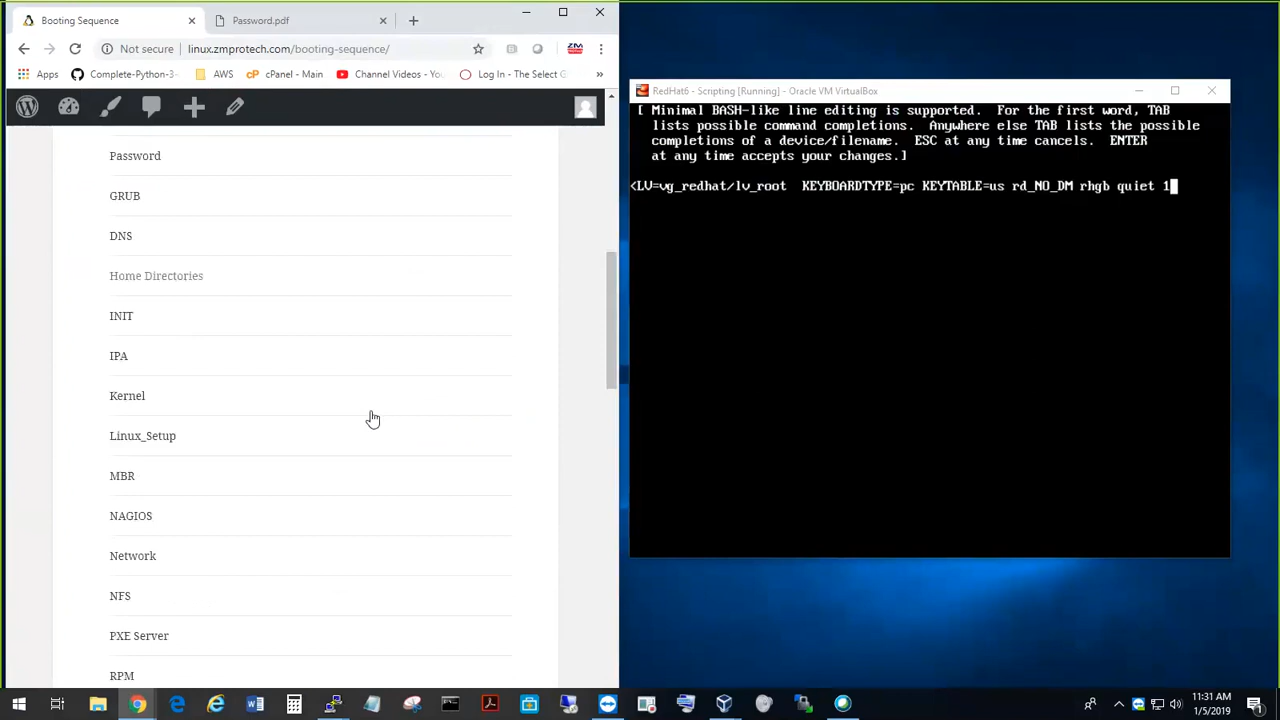 Booting Sequence
Password.pdf
Not secure | linux.zmprotech.com/booting-sequence/
ZM
Apps
Complete-Python-3-
AWS
cP cPanel - Main
Channel Videos - You
Log In - The Select G
»
Password
GRUB
DNS
Home Directories
INIT
IPA
Kernel
Linux_Setup
MBR
NAGIOS
Network
NFS
PXE Server
RPM
RedHat6 - Scripting [Running] - Oracle VM VirtualBox
[ Minimal BASH-like line editing is supported.  For the first word, TAB
lists possible command completions.  Anywhere else TAB lists the possible
completions of a device/filename.  ESC at any time cancels.  ENTER
at any time accepts your changes.]
<LV=vg_redhat/lv_root  KEYBOARDTYPE=pc KEYTABLE=us rd_NO_DM rhgb quiet 1
11:31 AM
1/5/2019